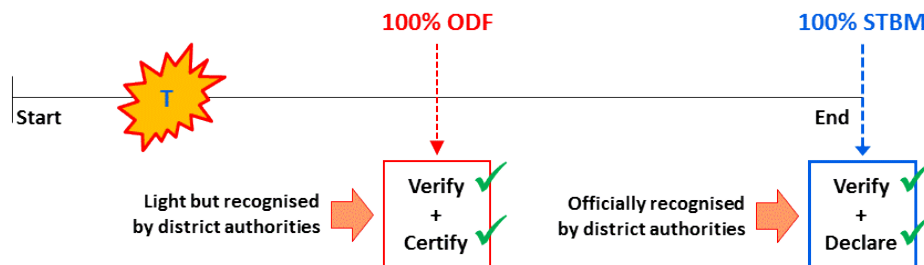 100% ODF
100% STBM
T
Start
End
Light but recognised
by district authorities
Verify
+
Certify
Officially recognised
by district authorities
Verify
+
Declare